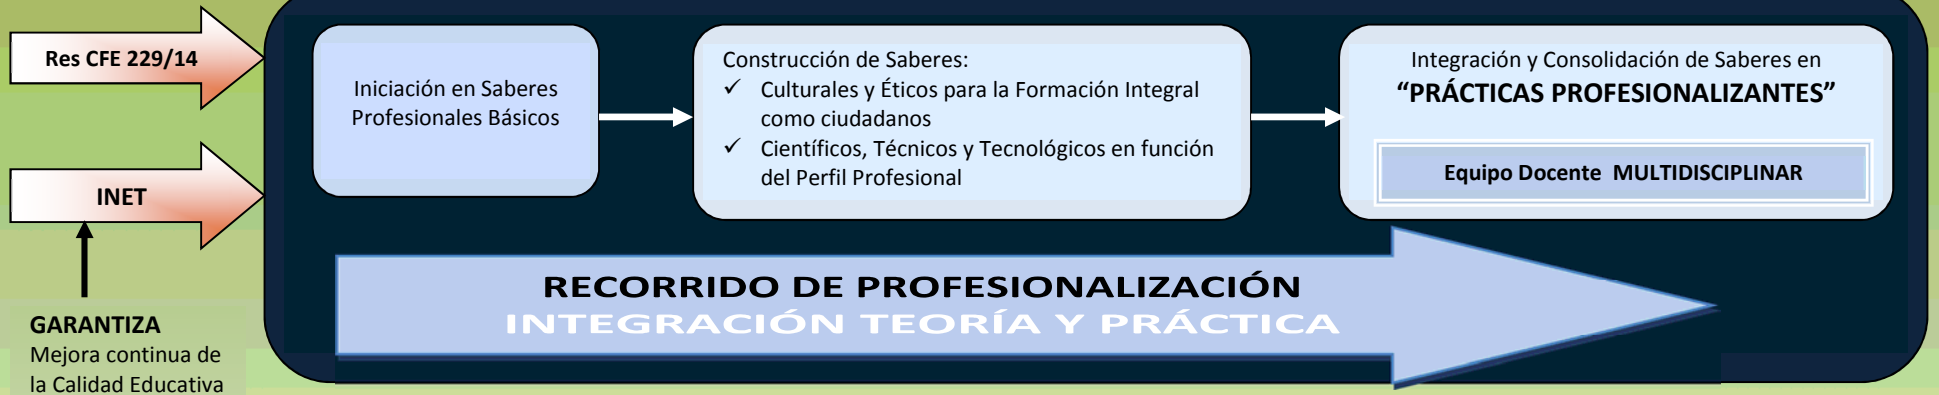 Res CFE 229/14
INET
GARANTIZA
Mejora continua de
la Calidad Educativa
Iniciación en Saberes
Profesionales Básicos
Construcción de Saberes:
✓ Culturales y Éticos para la Formación Integral
como ciudadanos
✓ Científicos, Técnicos y Tecnológicos en función
del Perfil Profesional
Integración y Consolidación de Saberes en
“PRÁCTICAS PROFESIONALIZANTES”
Equipo Docente MULTIDISCIPLINAR
RECORRIDO DE PROFESIONALIZACIÓN
INTEGRACIÓN TEORÍA Y PRÁCTICA